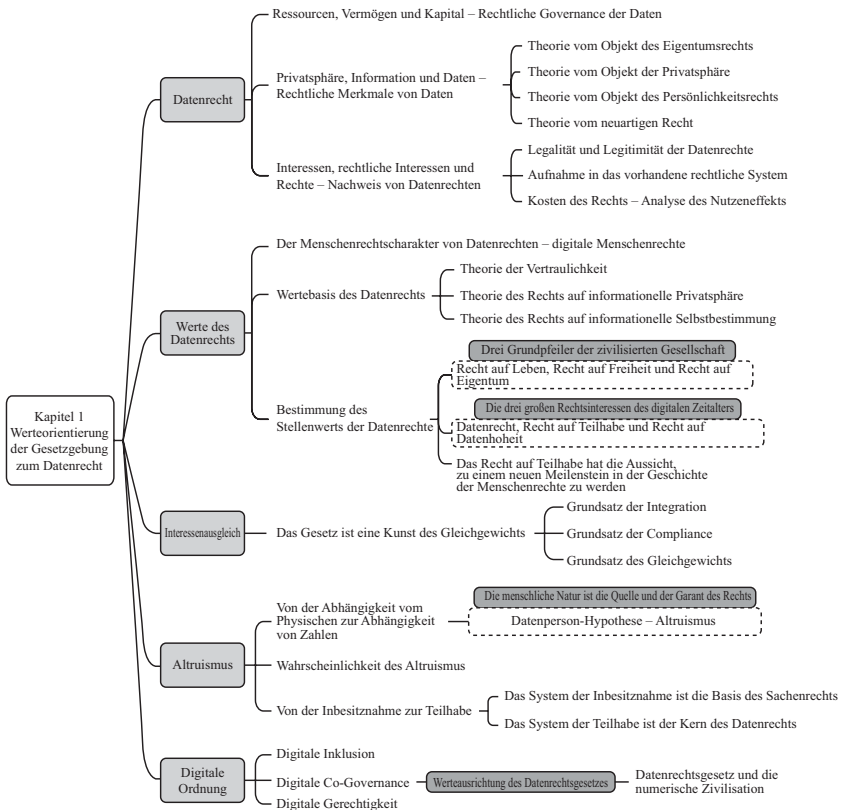 Ressourcen, Vermögen und Kapital – Rechtliche Governance der Daten
Theorie vom Objekt des Eigentumsrechts
Theorie vom Objekt der Privatsphäre
Privatsphäre, Information und Daten –
Rechtliche Merkmale von Daten
Datenrecht
Theorie vom Objekt des Persönlichkeitsrechts
Theorie vom neuartigen Recht
Legalität und Legitimität der Datenrechte
Interessen, rechtliche Interessen und
Rechte – Nachweis von Datenrechten
Aufnahme in das vorhandene rechtliche System
Kosten des Rechts – Analyse des Nutzeneffekts
Der Menschenrechtscharakter von Datenrechten – digitale Menschenrechte
Theorie der Vertraulichkeit
Wertebasis des Datenrechts
Theorie des Rechts auf informationelle Privatsphäre
Theorie des Rechts auf informationelle Selbstbestimmung
Werte des
Datenrechts
Drei Grundpfeiler der zivilisierten Gesellschaft
Recht auf Leben, Recht auf Freiheit und Recht auf
Eigentum
Die drei großen Rechtsinteressen des digitalen Zeitalters
Bestimmung des
Stellenwerts der Datenrechte
Datenrecht, Recht auf Teilhabe und Recht auf
Datenhoheit
Das Recht auf Teilhabe hat die Aussicht,
zu einem neuen Meilenstein in der Geschichte
der Menschenrechte zu werden
Kapitel 1
Werteorientierung
der Gesetzgebung
zum Datenrecht
Grundsatz der Integration
Interessenausgleich
Das Gesetz ist eine Kunst des Gleichgewichts
Grundsatz der Compliance
Grundsatz des Gleichgewichts
Die menschliche Natur ist die Quelle und der Garant des Rechts
Von der Abhängigkeit vom
Physischen zur Abhängigkeit
von Zahlen
Datenperson-Hypothese – Altruismus
Altruismus
Wahrscheinlichkeit des Altruismus
Das System der Inbesitznahme ist die Basis des Sachenrechts
Von der Inbesitznahme zur Teilhabe
Das System der Teilhabe ist der Kern des Datenrechts
Digitale Inklusion
Digitale
Ordnung
Digitale Co-Governance
Werteausrichtung des Datenrechtsgesetzes
Datenrechtsgesetz und die
numerische Zivilisation
Digitale Gerechtigkeit